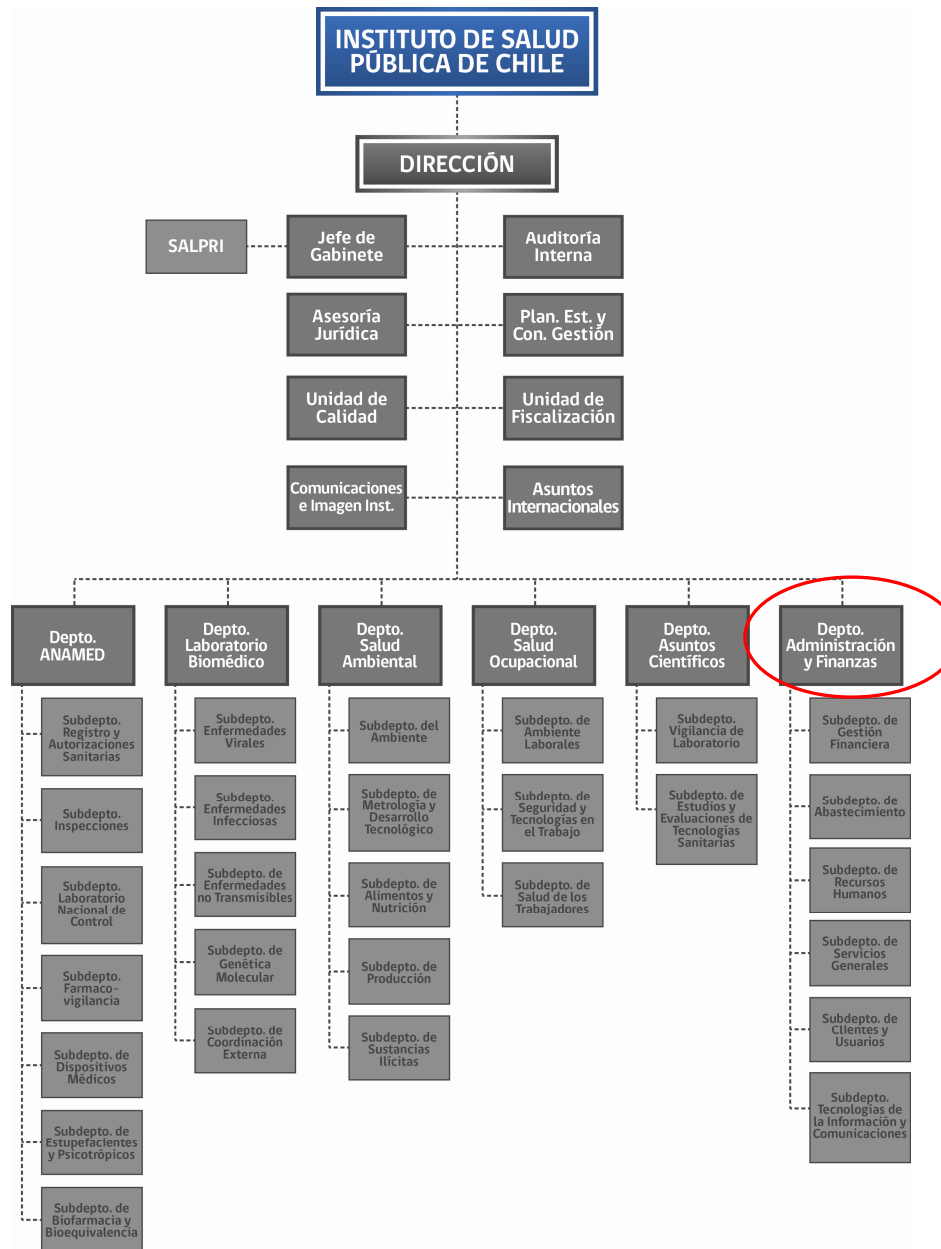 INSTITUTO DE SALUD
PÚBLICA DE CHILE
DIRECCIÓN
SALPRI
Jefe de
Gabinete
Auditoría
Interna
Asesoría
Jurídica
Plan. Est. y
Con. Gestión
Unidad de
Calidad
Unidad de
Fiscalización
Comunicaciones
e Imagen Inst.
Asuntos
Internacionales
Depto.
ANAMED
Subdepto.
Registro y
Autorizaciones
Sanitarias
Subdepto.
Inspecciones
Subdepto.
Laboratorio
Nacional de
Control
Subdepto.
Farmaco-
vigilancia
Subdepto. de
Dispositivos
Médicos
Subdepto. de
Estupefacientes
y Psicotrópicos
Subdepto. de
Biofarmacia y
Bioequivalencia
Depto.
Laboratorio
Biomédico
Subdepto.
Enfermedades
Virales
Subdepto.
Enfermedades
Infecciosas
Subdepto. de
Enfermedades
no Transmisibles
Subdepto. de
Genética
Molecular
Subdepto. de
Coordinación
Externa
Depto.
Salud
Ambiental
Subdepto. del
Ambiente
Subdepto. de
Metrología y
Desarrollo
Tecnológico
Subdepto. de
Alimentos y
Nutrición
Subdepto. de
Producción
Subdepto. de
Sustancias
Ilícitas
Depto.
Salud
Ocupacional
Subdepto. de
Ambiente
Laborales
Subdepto. de
Seguridad y
Tecnologías en
el Trabajo
Subdepto. de
Salud de los
Trabajadores
Depto.
Asuntos
Científicos
Subdepto.
Vigilancia de
Laboratorio
Subdepto. de
Estudios y
Evaluaciones de
Tecnologías
Sanitarias
Depto.
Administración
y Finanzas
Subdepto. de
Gestión
Financiera
Subdepto. de
Abastecimiento
Subdepto. de
Recursos
Humanos
Subdepto. de
Servicios
Generales
Subdepto. de
Clientes y
Usuarios
Subdepto.
Tecnologías de
la Información y
Comunicaciones